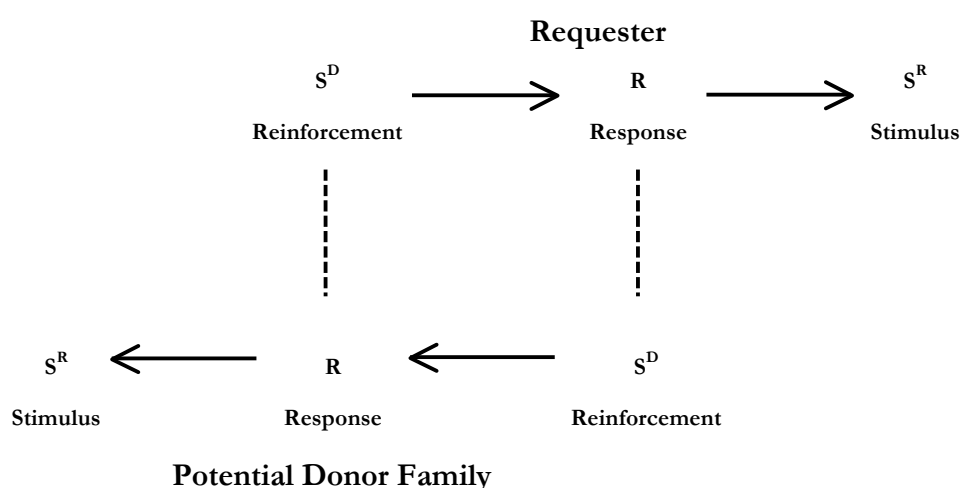 Requester
S^D R S^R
Reinforcement Response Stimulus
S^R R S^D
Stimulus Response Reinforcement
Potential Donor Family